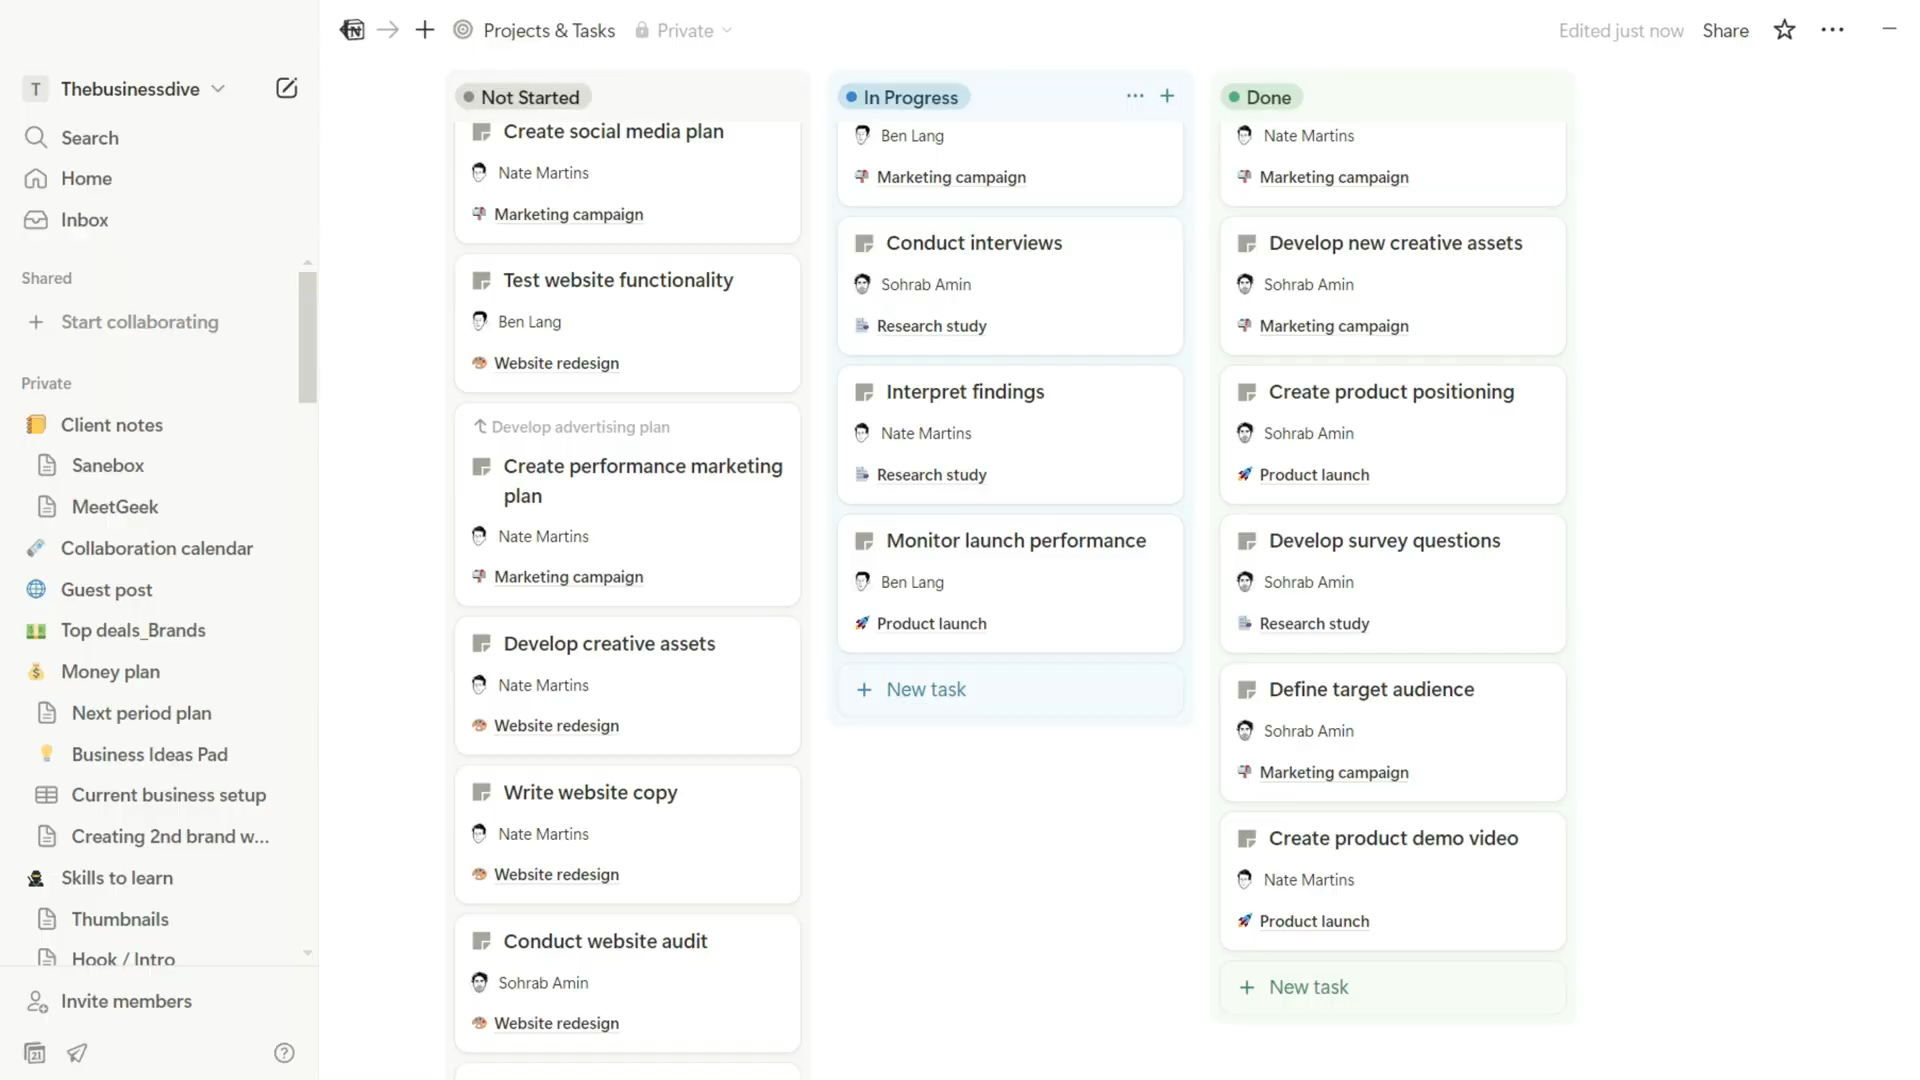 Projects & Tasks
Private
Edited just now
Share
T
Thebusinessdive
Search
Home
Inbox
Shared
Start collaborating
Private
Client notes
Sanebox
MeetGeek
Collaboration calendar
Guest post
Top deals_Brands
Money plan
Next period plan
Business Ideas Pad
Current business setup
Creating 2nd brand w...
Skills to learn
Thumbnails
Hook / Intro
Invite members
21
Not Started
Create social media plan
Nate Martins
Marketing campaign
Test website functionality
Ben Lang
Website redesign
Develop advertising plan
Create performance marketing
plan
Nate Martins
Marketing campaign
Develop creative assets
Nate Martins
Website redesign
Write website copy
Nate Martins
Website redesign
Conduct website audit
Sohrab Amin
Website redesign
In Progress
Ben Lang
Marketing campaign
Conduct interviews
Sohrab Amin
Research study
Interpret findings
Nate Martins
Research study
Monitor launch performance
Ben Lang
Product launch
New task
Done
Nate Martins
Marketing campaign
Develop new creative assets
Sohrab Amin
Marketing campaign
Create product positioning
Sohrab Amin
Product launch
Develop survey questions
Sohrab Amin
Research study
Define target audience
Sohrab Amin
Marketing campaign
Create product demo video
Nate Martins
Product launch
New task